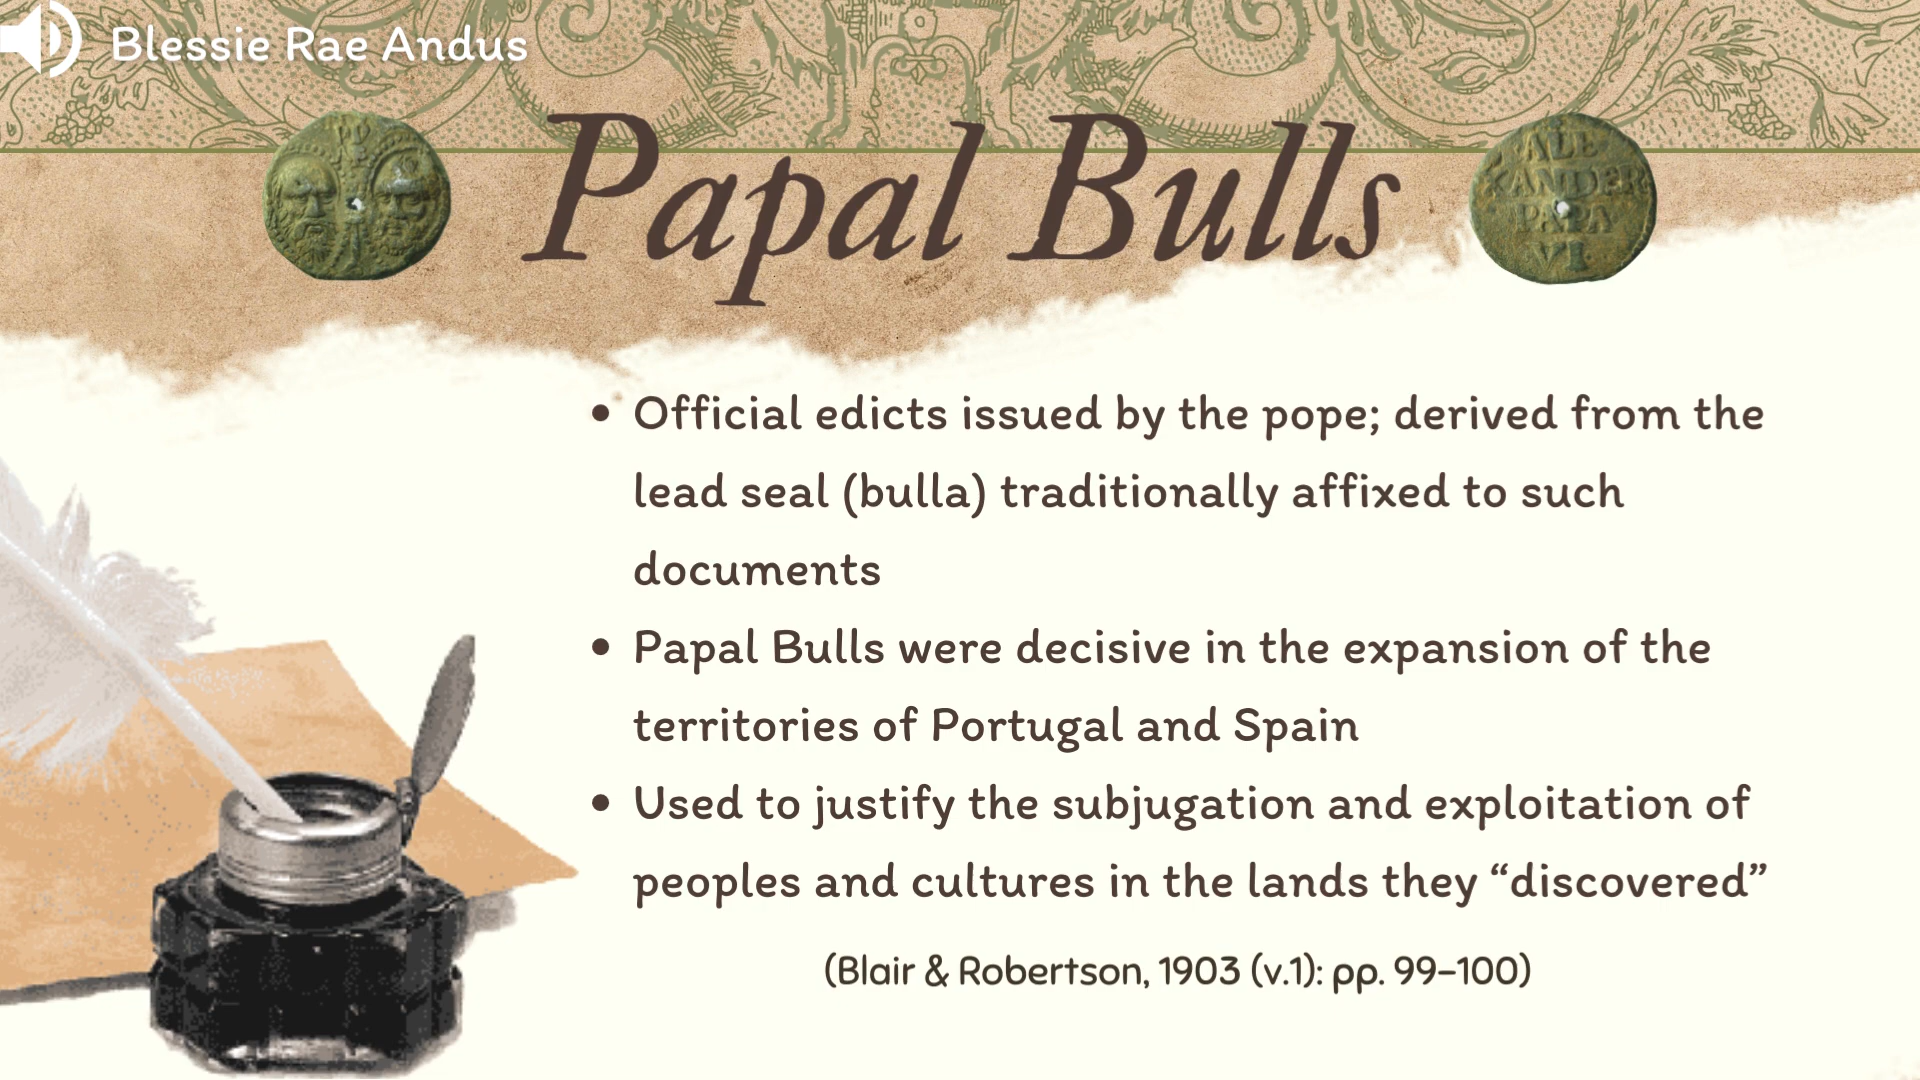 Blessie Rae Andus
Papal Bulls
ALE
XANDER
PAPA
VI
• Official edicts issued by the pope; derived from the
lead seal (bulla) traditionally affixed to such
documents
• Papal Bulls were decisive in the expansion of the
territories of Portugal and Spain
• Used to justify the subjugation and exploitation of
peoples and cultures in the lands they “discovered”
(Blair & Robertson, 1903 (v.1): pp. 99–100)